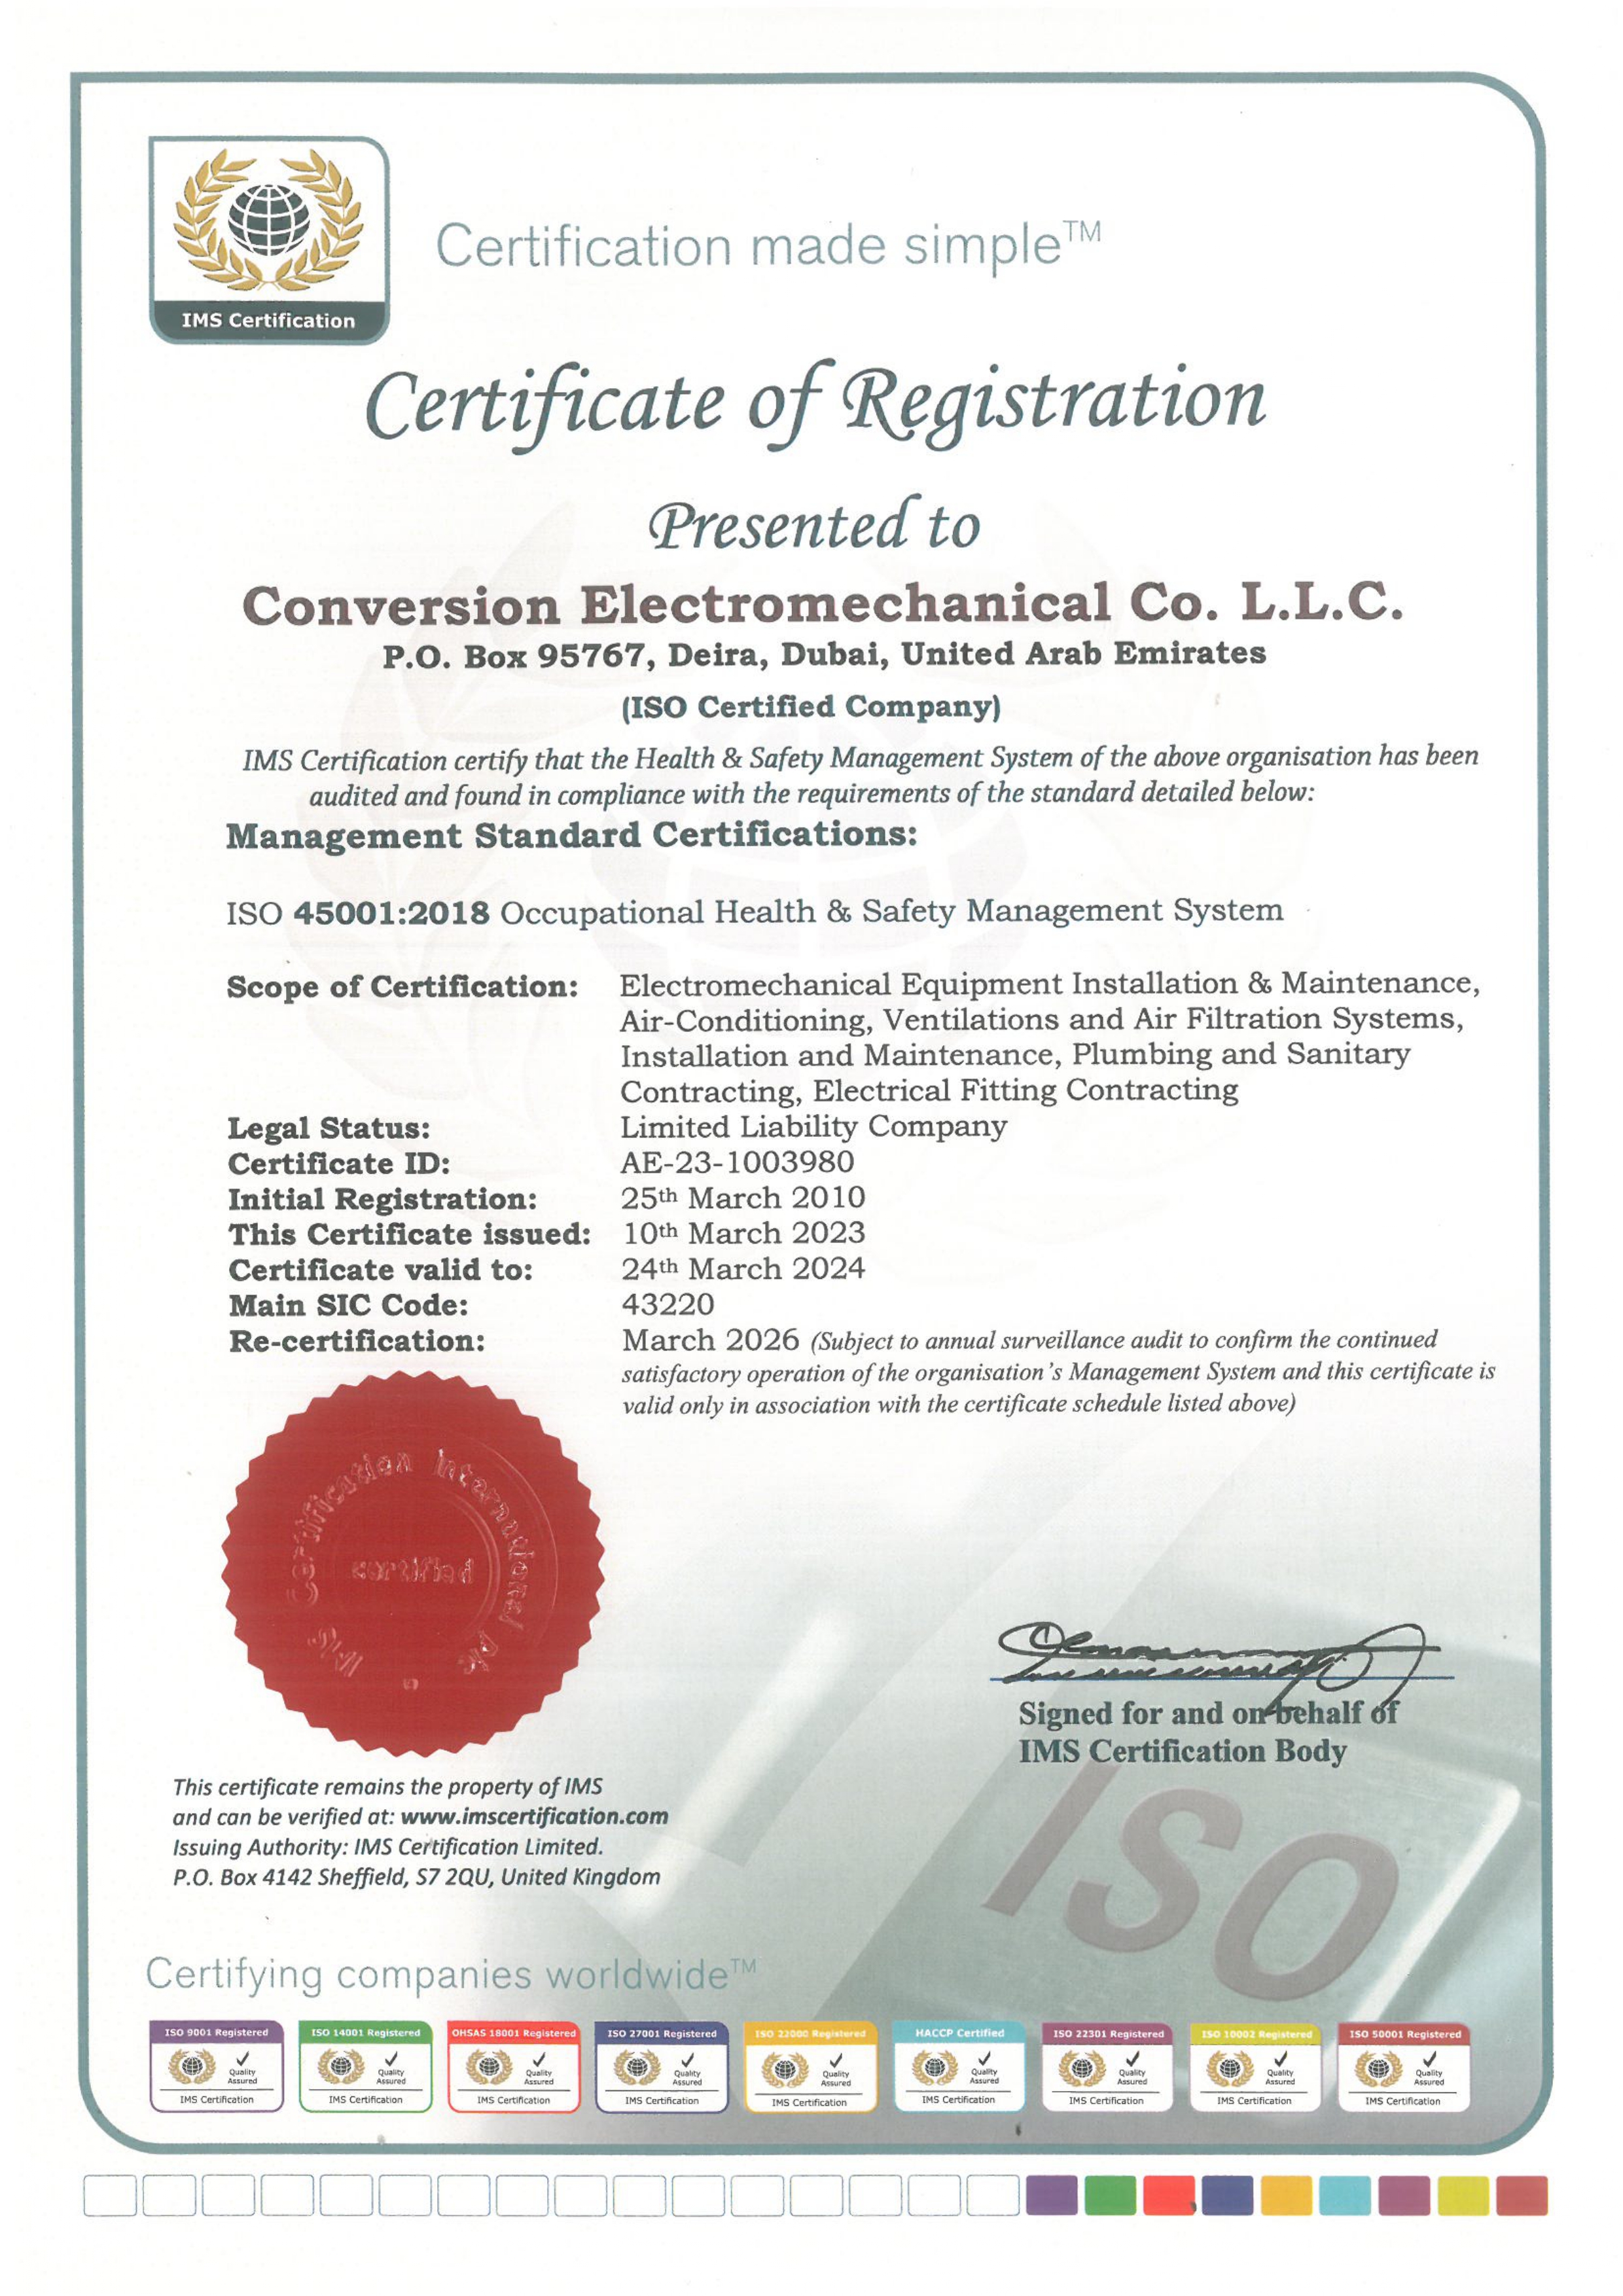 IMS Certification
Certification made simple™
Certificate of Registration
Presented to
Conversion Electromechanical Co. L.L.C.
P.O. Box 95767, Deira, Dubai, United Arab Emirates
(ISO Certified Company)
IMS Certification certify that the Health & Safety Management System of the above organisation has been
audited and found in compliance with the requirements of the standard detailed below:
Management Standard Certifications:
ISO 45001:2018 Occupational Health & Safety Management System
Scope of Certification: Electromechanical Equipment Installation & Maintenance,
Air-Conditioning, Ventilations and Air Filtration Systems,
Installation and Maintenance, Plumbing and Sanitary
Contracting, Electrical Fitting Contracting
Legal Status: Limited Liability Company
Certificate ID: AE-23-1003980
Initial Registration: 25th March 2010
This Certificate issued: 10th March 2023
Certificate valid to: 24th March 2024
Main SIC Code: 43220
Re-certification: March 2026 (Subject to annual surveillance audit to confirm the continued
satisfactory operation of the organisation's Management System and this certificate is
valid only in association with the certificate schedule listed above)
IMS Certification International
certified
Signed for and on behalf of
IMS Certification Body
This certificate remains the property of IMS
and can be verified at: www.imscertification.com
Issuing Authority: IMS Certification Limited.
P.O. Box 4142 Sheffield, S7 2QU, United Kingdom
ISO
Certifying companies worldwide™
ISO 9001 Registered
Quality
Assured
IMS Certification
ISO 14001 Registered
Quality
Assured
IMS Certification
OHSAS 18001 Registered
Quality
Assured
IMS Certification
ISO 27001 Registered
Quality
Assured
IMS Certification
ISO 22000 Registered
Quality
Assured
IMS Certification
HACCP Certified
Quality
Assured
IMS Certification
ISO 22301 Registered
Quality
Assured
IMS Certification
ISO 10002 Registered
Quality
Assured
IMS Certification
ISO 50001 Registered
Quality
Assured
IMS Certification